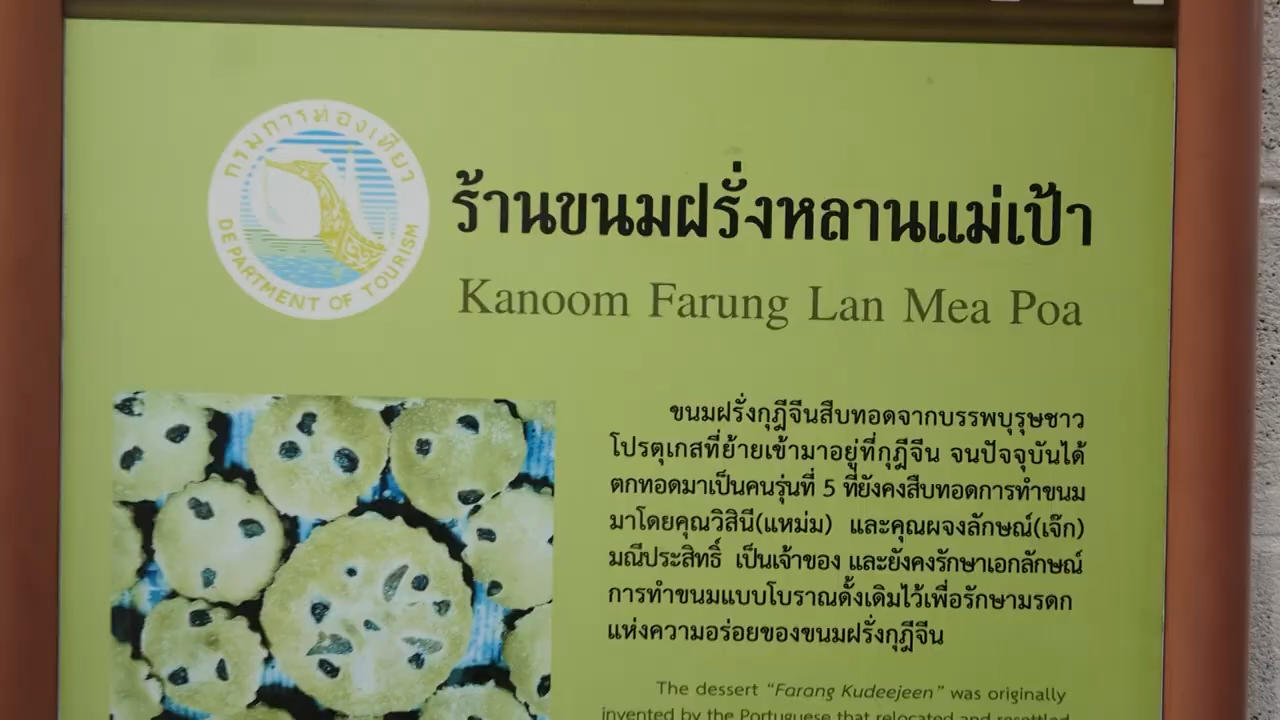 กรมการท่องเที่ยว
DEPARTMENT OF TOURISM
ร้านขนมฝรั่งหลานแม่เป้า
Kanoom Farung Lan Mea Poa
ขนมฝรั่งกุฎีจีนสืบทอดจากบรรพบุรุษชาว
โปรตุเกสที่ย้ายเข้ามาอยู่ที่กุฎีจีน จนปัจจุบันได้
ตกทอดมาเป็นคนรุ่นที่ 5 ที่ยังคงสืบทอดการทำขนม
มาโดยคุณวิสินี(แหม่ม) และคุณผจงลักษณ์(เจ๊ก)
มณีประสิทธิ์ เป็นเจ้าของ และยังคงรักษาเอกลักษณ์
การทำขนมแบบโบราณดั้งเดิมไว้เพื่อรักษามรดก
แห่งความอร่อยของขนมฝรั่งกุฎีจีน
The dessert "Farang Kudeejeen" was originally
invented by the Portuguese that relocated and resettled